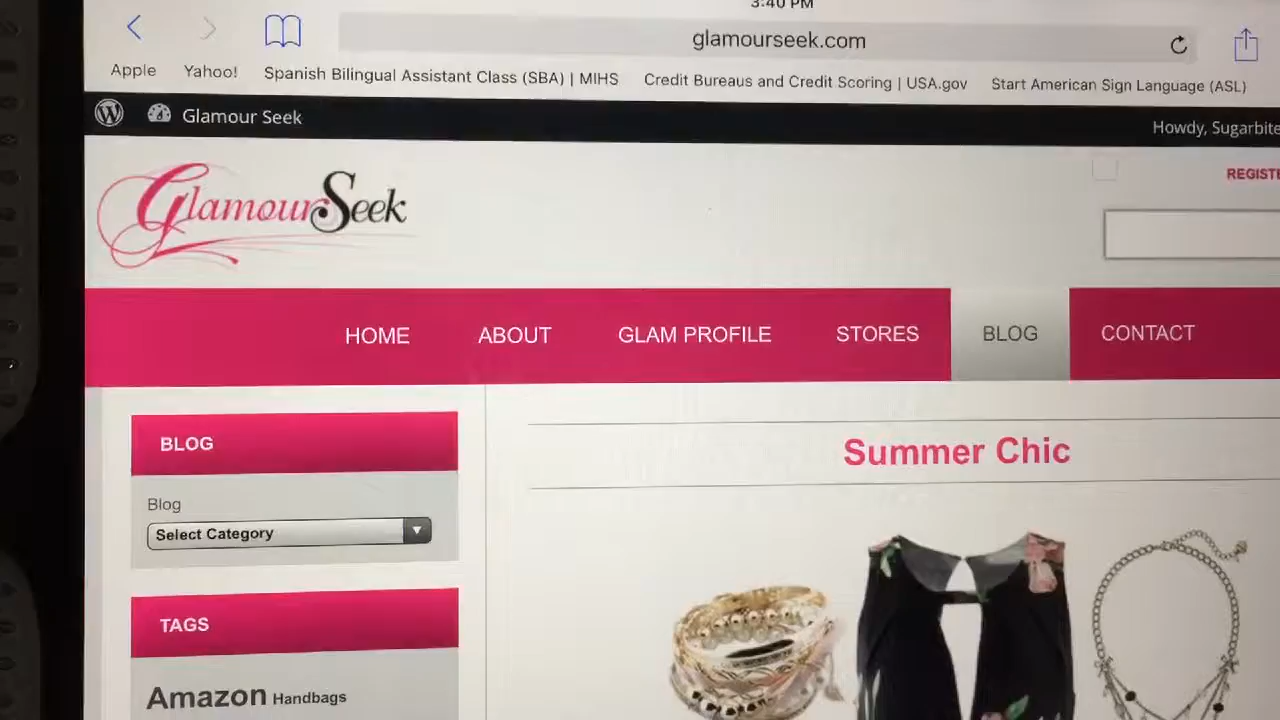 3:40 PM
glamourseek.com
Apple Yahoo! Spanish Bilingual Assistant Class (SBA) | MIHS Credit Bureaus and Credit Scoring | USA.gov Start American Sign Language (ASL)
Glamour Seek Howdy, Sugarbite
GlamourSeek
HOME ABOUT GLAM PROFILE STORES BLOG CONTACT
BLOG
Summer Chic
Blog
Select Category
TAGS
Amazon Handbags